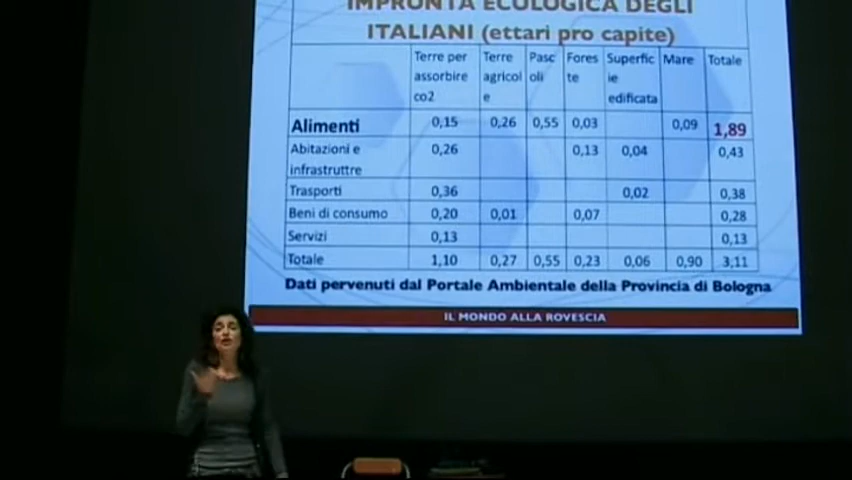 IMPRONTA ECOLOGICA DEGLI
ITALIANI (ettari pro capite)
Terre per assorbire co2 Terre agricole Pascoli Foreste Superficie edificata Mare Totale
Alimenti 0,15 0,26 0,55 0,03 0,09 1,89
Abitazioni e infrastruttre 0,26 0,13 0,04 0,43
Trasporti 0,36 0,02 0,38
Beni di consumo 0,20 0,01 0,07 0,28
Servizi 0,13 0,13
Totale 1,10 0,27 0,55 0,23 0,06 0,90 3,11
Dati pervenuti dal Portale Ambientale della Provincia di Bologna
IL MONDO ALLA ROVESCIA